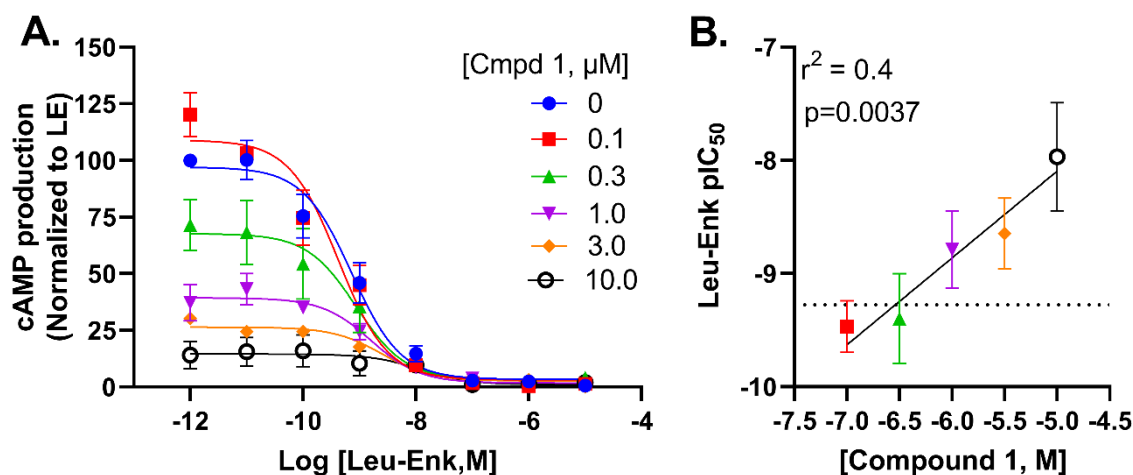 A.
150
125
100
75
50
25
0
cAMP production
(Normalized to LE)
-12
-10
-8
-6
-4
Log [Leu-Enk,M]
[Cmpd 1, μM]
0
0.1
0.3
1.0
3.0
10.0
B.
-7
-8
-9
-10
Leu-Enk pIC50
r2 = 0.4
p=0.0037
-7.5
-7.0
-6.5
-6.0
-5.5
-5.0
-4.5
[Compound 1, M]